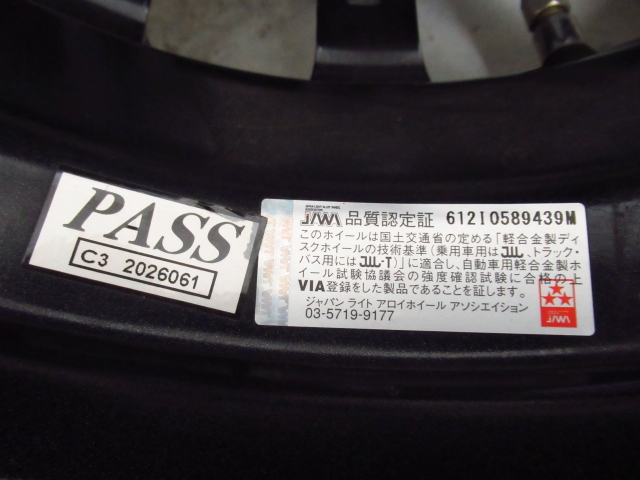 PASS
C3 2026061
JAWA 品質認定証 612I0589439M
このホイールは国土交通省の定める「軽合金製ディ
スクホイールの技術基準(乗用車用はJWL、トラック・
バス用にはJWL-T)」に適合し、自動車用軽合金製ホ
イール試験協議会の強度確認試験に合格の上
VIA登録をした製品であることを証します。
ジャパン ライト アロイホイール アソシエイション
03-5719-9177